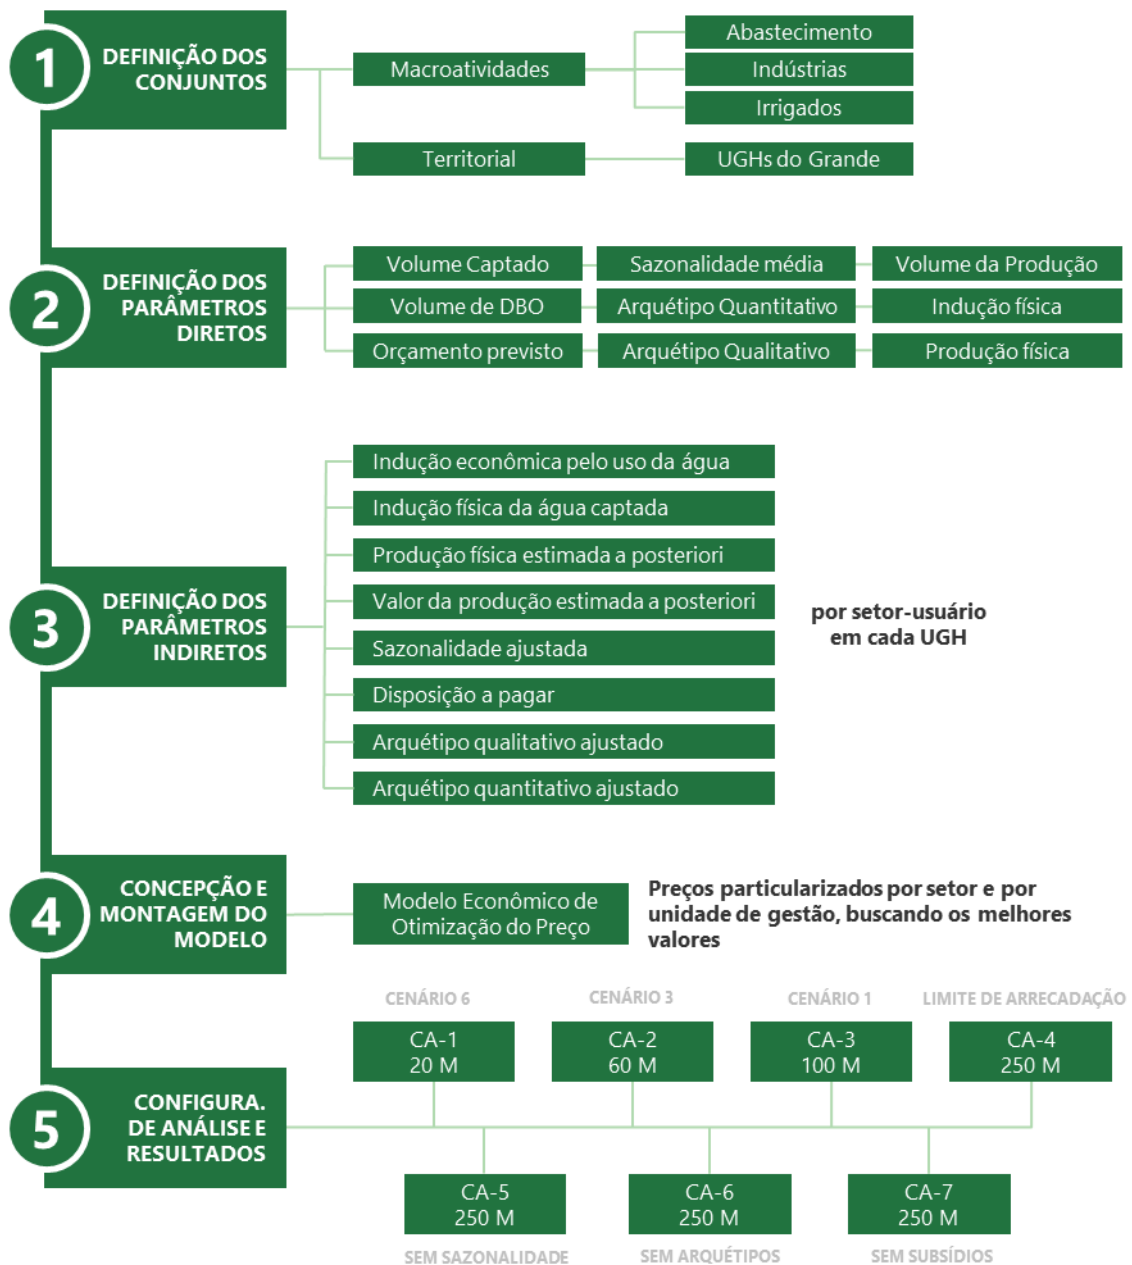 1
DEFINIÇÃO DOS
CONJUNTOS
Macroatividades
Abastecimento
Indústrias
Irrigados
Territorial
UGHs do Grande
2
DEFINIÇÃO DOS
PARÂMETROS
DIRETOS
Volume Captado
Sazonalidade média
Volume da Produção
Volume de DBO
Arquétipo Quantitativo
Indução física
Orçamento previsto
Arquétipo Qualitativo
Produção física
3
DEFINIÇÃO DOS
PARÂMETROS
INDIRETOS
Indução econômica pelo uso da água
Indução física da água captada
Produção física estimada a posteriori
Valor da produção estimada a posteriori
Sazonalidade ajustada
Disposição a pagar
Arquétipo qualitativo ajustado
Arquétipo quantitativo ajustado
por setor-usuário
em cada UGH
4
CONCEPÇÃO E
MONTAGEM DO
MODELO
Modelo Econômico de
Otimização do Preço
Preços particularizados por setor e por
unidade de gestão, buscando os melhores
valores
5
CONFIGURA.
DE ANÁLISE E
RESULTADOS
CENÁRIO 6
CA-1
20 M
CENÁRIO 3
CA-2
60 M
CENÁRIO 1
CA-3
100 M
LIMITE DE ARRECADAÇÃO
CA-4
250 M
CA-5
250 M
SEM SAZONALIDADE
CA-6
250 M
SEM ARQUÉTIPOS
CA-7
250 M
SEM SUBSÍDIOS